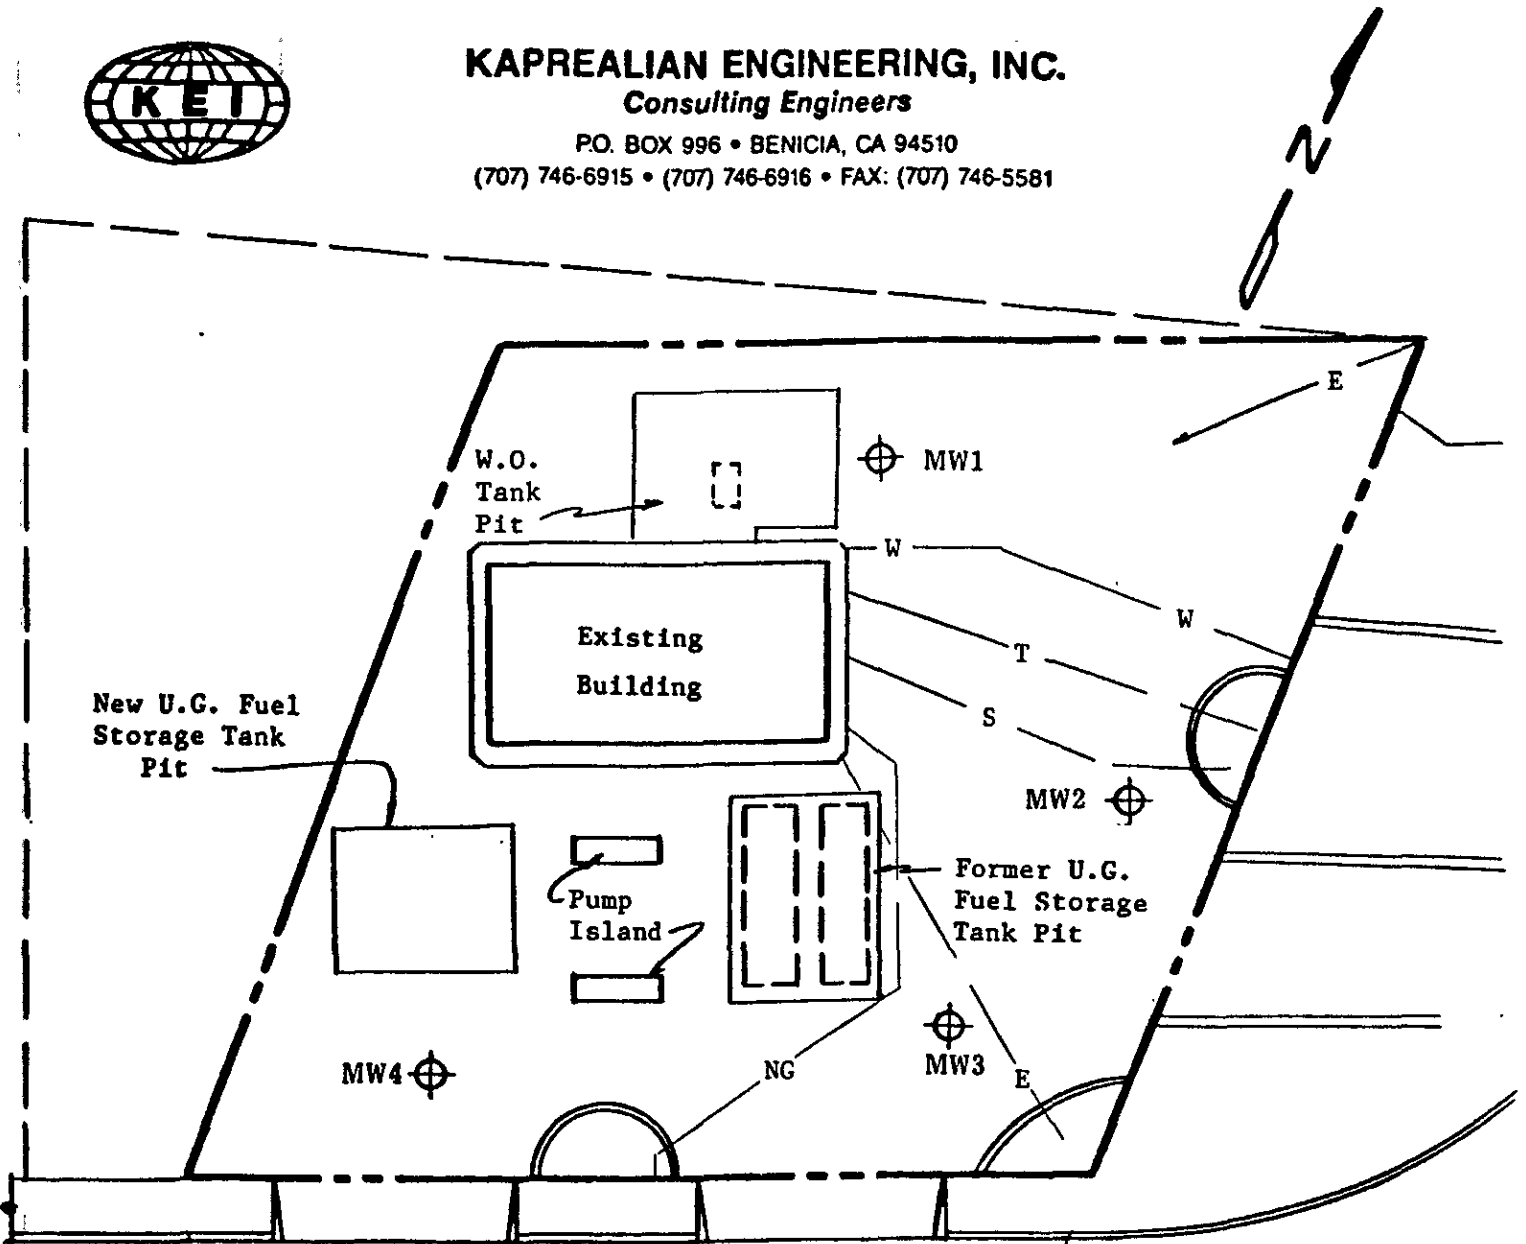 KEI
KAPREALIAN ENGINEERING, INC.
Consulting Engineers
P.O. BOX 996 • BENICIA, CA 94510
(707) 746-6915 • (707) 746-6916 • FAX: (707) 746-5581
N
E
W.O.
Tank
Pit
MW1
W
W
Existing
Building
T
S
New U.G. Fuel
Storage Tank
Pit
MW2
Pump
Island
Former U.G.
Fuel Storage
Tank Pit
MW4
NG
MW3
E